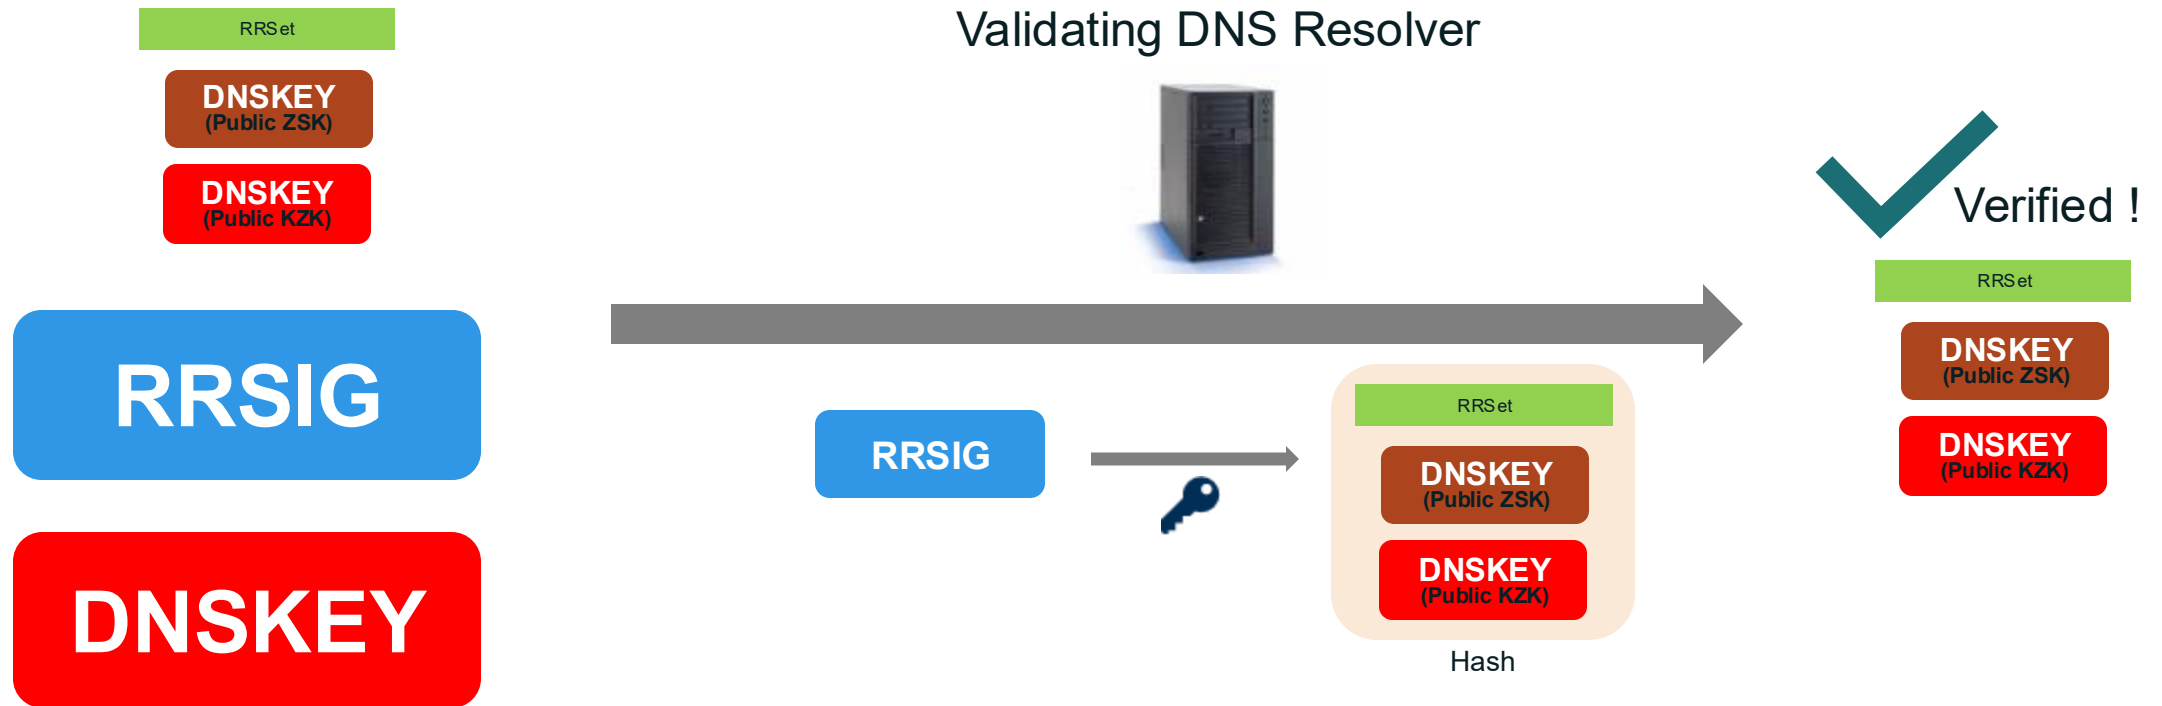 RRSet
DNSKEY
(Public ZSK)
DNSKEY
(Public KZK)
RRSIG
DNSKEY
Validating DNS Resolver
RRSIG
RRSet
DNSKEY
(Public ZSK)
DNSKEY
(Public KZK)
Hash
Verified !
RRSet
DNSKEY
(Public ZSK)
DNSKEY
(Public KZK)